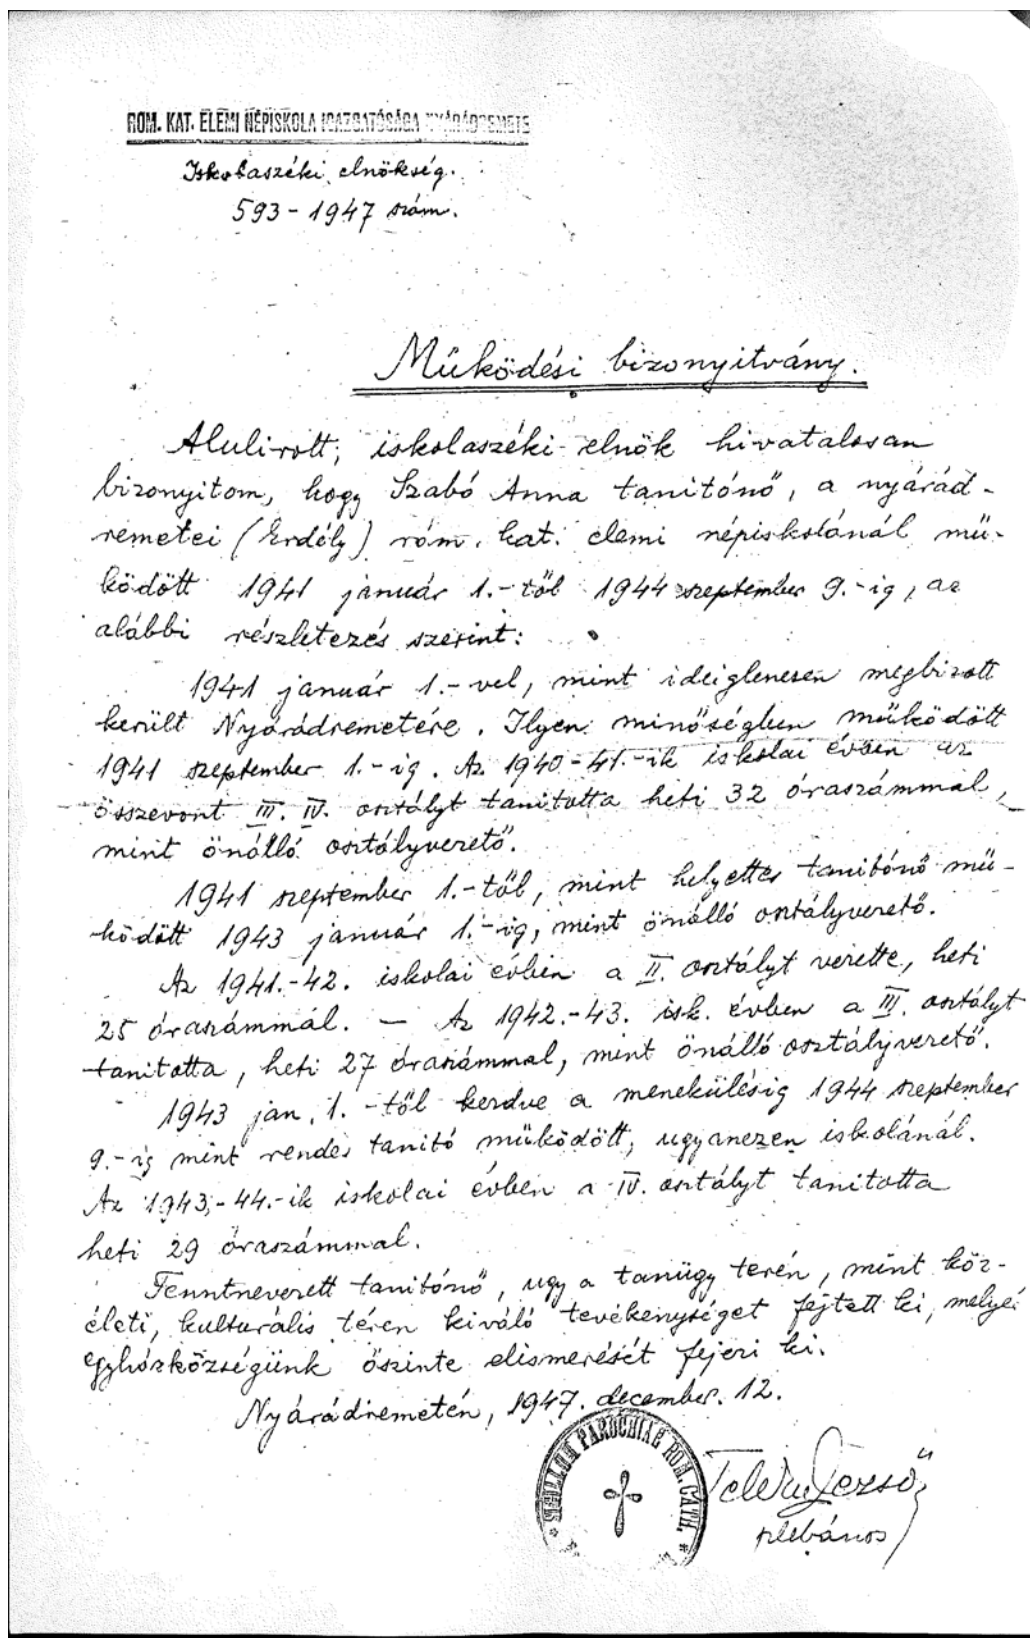 ROM. KAT. ELEMI NÉPISKOLA IGAZGATÓSÁGA NYÁRÁDREMETE
Iskolaszéki elnökség.
593 - 1947 szám.
Működési bizonyitvány.
Alulirott, iskolaszéki elnök hivatalosan
bizonyitom, hogy Szabó Anna tanitónő, a nyárád-
remetei (Erdély) róm. kat. elemi népiskolánál mű-
ködött 1941 január 1.-től 1944 szeptember 9.-ig, az
alábbi részletezés szerint:
1941 január 1.-vel, mint ideiglenesen megbizott
került Nyárádremetére. Ilyen minőségben működött
1941 szeptember 1.-ig. Az 1940-41.-ik iskolai évben az
összevont III. IV. osztályt tanitotta heti 32 óraszámmal,
mint önálló osztályvezető.
1941 szeptember 1.-től, mint helyettes tanitónő mű-
ködött 1943 január 1.-ig, mint önálló osztályvezető.
Az 1941.-42. iskolai évben a II. osztályt vezette, heti
25 óraszámmal. — Az 1942.-43. isk. évben a III. osztályt
tanitotta, heti 27 óraszámmal, mint önálló osztályvezető.
1943 jan. 1.-től kezdve a menekülésig 1944 szeptember
9.-ig mint rendes tanitó működött, ugyanezen iskolánál.
Az 1943.-44.-ik iskolai évben a IV. osztályt tanitotta
heti 29 óraszámmal.
Fenntnevezett tanitónő, ugy a tanügy terén, mint köz-
életi, kulturális téren kiváló tevékenységet fejtett ki, melyér
egyházközségünk őszinte elismerését fejezi ki.
Nyárádremetén, 1947. december. 12.
SIGILLUM PAROCHIAE ROM. CATH.
Dezső
plébános